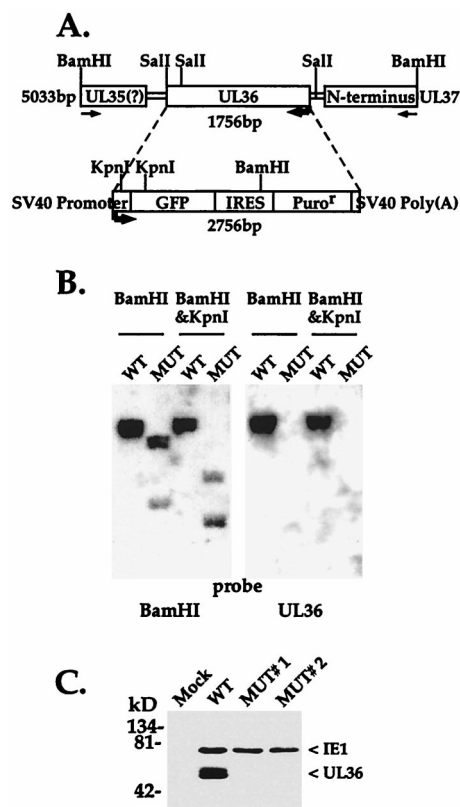 A.
BamHI SalI SalI SalI BamHI
5033bp UL35(?) UL36 N-terminus UL37
1756bp
KpnI KpnI BamHI
SV40 Promoter GFP IRES Puroʳ SV40 Poly(A)
2756bp
B.
BamHI BamHI &KpnI BamHI BamHI &KpnI
WT MUT WT MUT WT MUT WT MUT
probe
BamHI UL36
C.
Mock WT MUT#1 MUT#2
kD
134-
81- < IE1
< UL36
42-